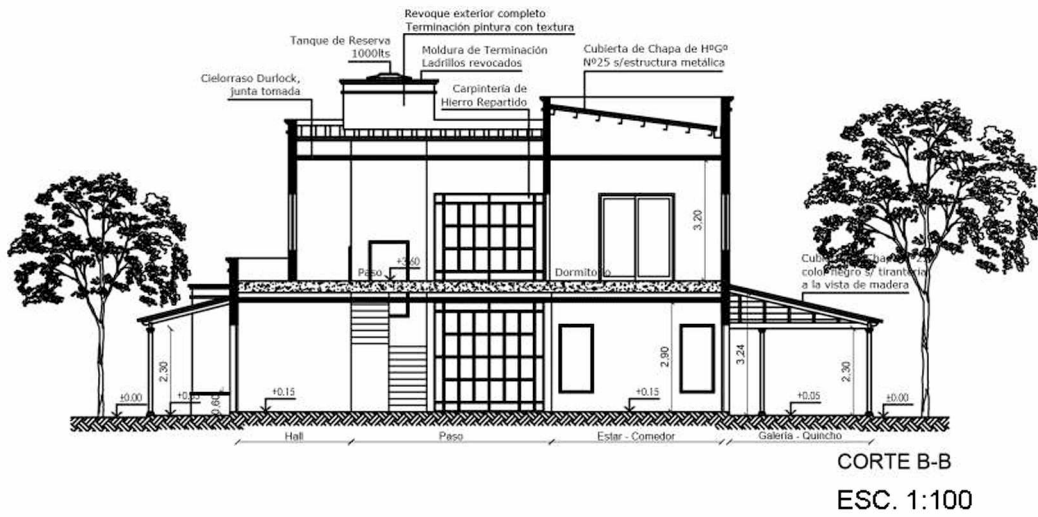 Revoque exterior completo
Terminación pintura con textura
Tanque de Reserva
1000lts
Moldura de Terminación
Ladrillos revocados
Cubierta de Chapa de HºGº
Nº25 s/estructura metálica
Cielorraso Durlock,
junta tomada
Carpintería de
Hierro Repartido
3,20
+3,60
Paso
Dormitorio
color negro s/ tirantería
a la vista de madera
2,30
2,90
3,24
2,30
±0.00
0,60
+0.15
+0.15
+0.05
±0.00
Hall
Paso
Estar - Comedor
Galería - Quincho
CORTE B-B
ESC. 1:100